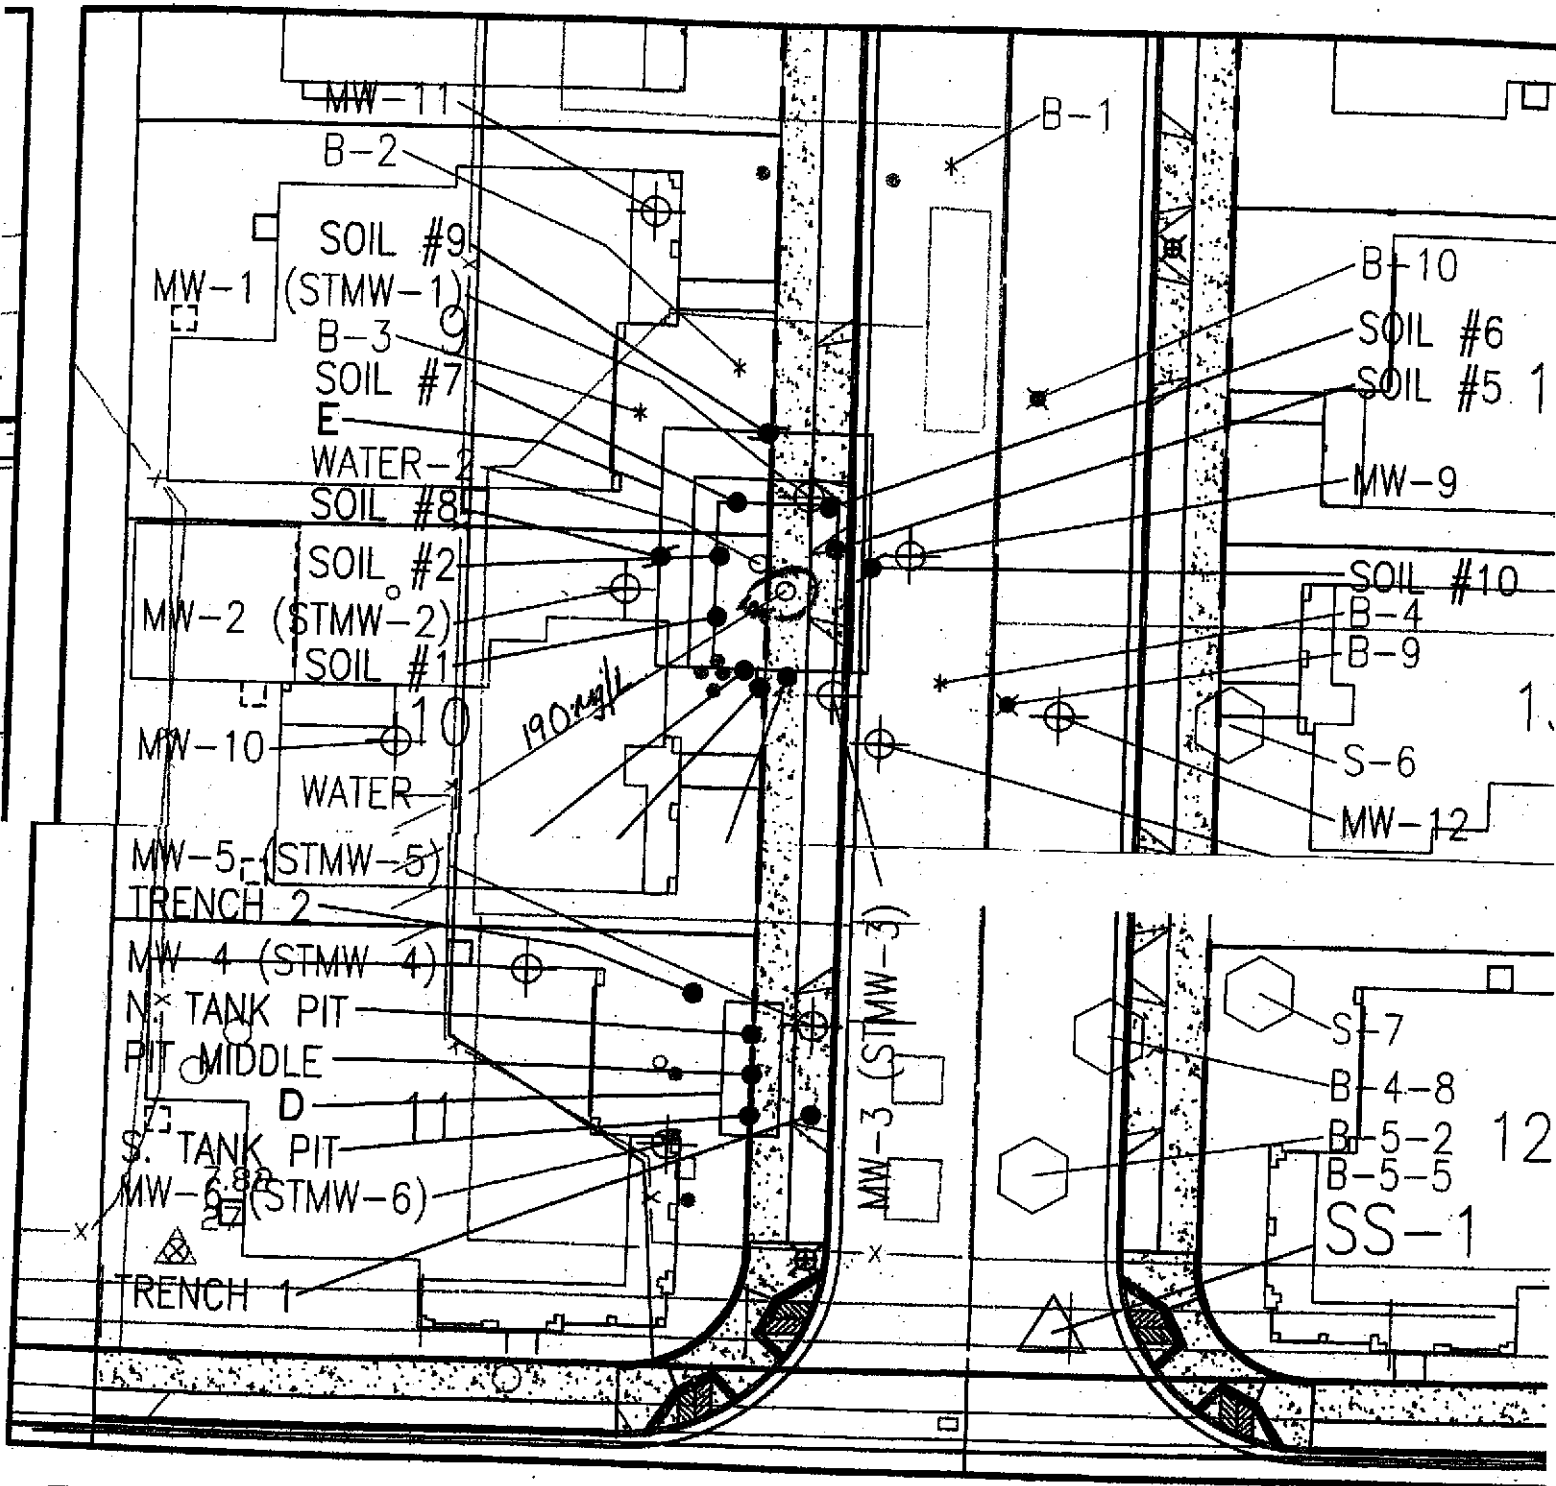 MW-11
B-1
B-2
SOIL #9
B-10
MW-1 (STMW-1)
9
B-3
SOIL #6
SOIL #7
SOIL #5
1
E
WATER-2
MW-9
SOIL #8
SOIL #2
SOIL #10
MW-2 (STMW-2)
B-4
SOIL #1
B-9
10
190 mg/L
MW-10
S-6
WATER
MW-12
MW-5 (STMW-5)
TRENCH 2
MW-4 (STMW-4)
MW-3 (STMW-3)
N. TANK PIT
S-7
PIT MIDDLE
B-4-8
D
11
B-5-2
12
S. TANK PIT
B-5-5
MW-6 (STMW-6)
27
SS-1
TRENCH 1